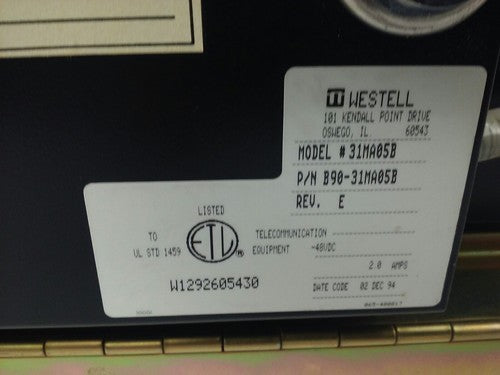 WESTELL
101 KENDALL POINT DRIVE
OSWEGO, IL. 60543
MODEL # 31MA05B
P/N B90-31MA05B
REV. E
LISTED
TO
UL STD 1459
ETL
TELECOMMUNICATION
EQUIPMENT -48VDC
2.0 AMPS
W1292605430
DATE CODE 02 DEC 94